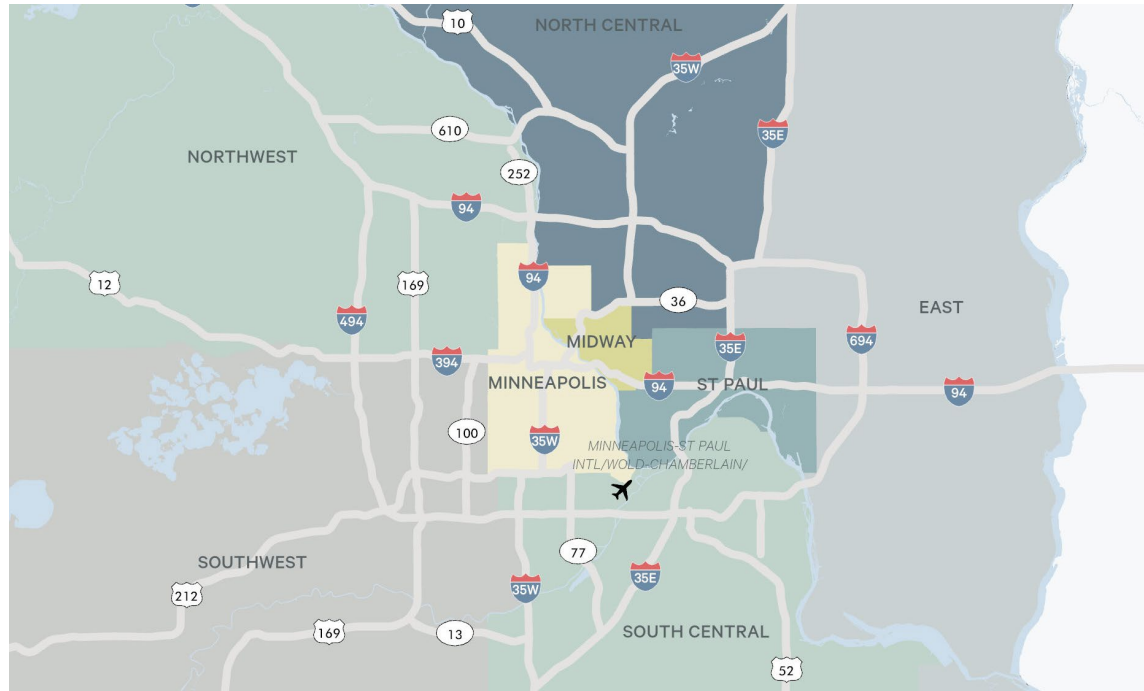 10
NORTH CENTRAL
35W
610
35E
NORTHWEST
252
94
12
169
94
494
36
EAST
MIDWAY
35E
694
394
MINNEAPOLIS
94
ST PAUL
94
100
35W
MINNEAPOLIS-ST PAUL
INTL/WOLD-CHAMBERLAIN/
77
SOUTHWEST
35E
35W
212
169
13
SOUTH CENTRAL
52